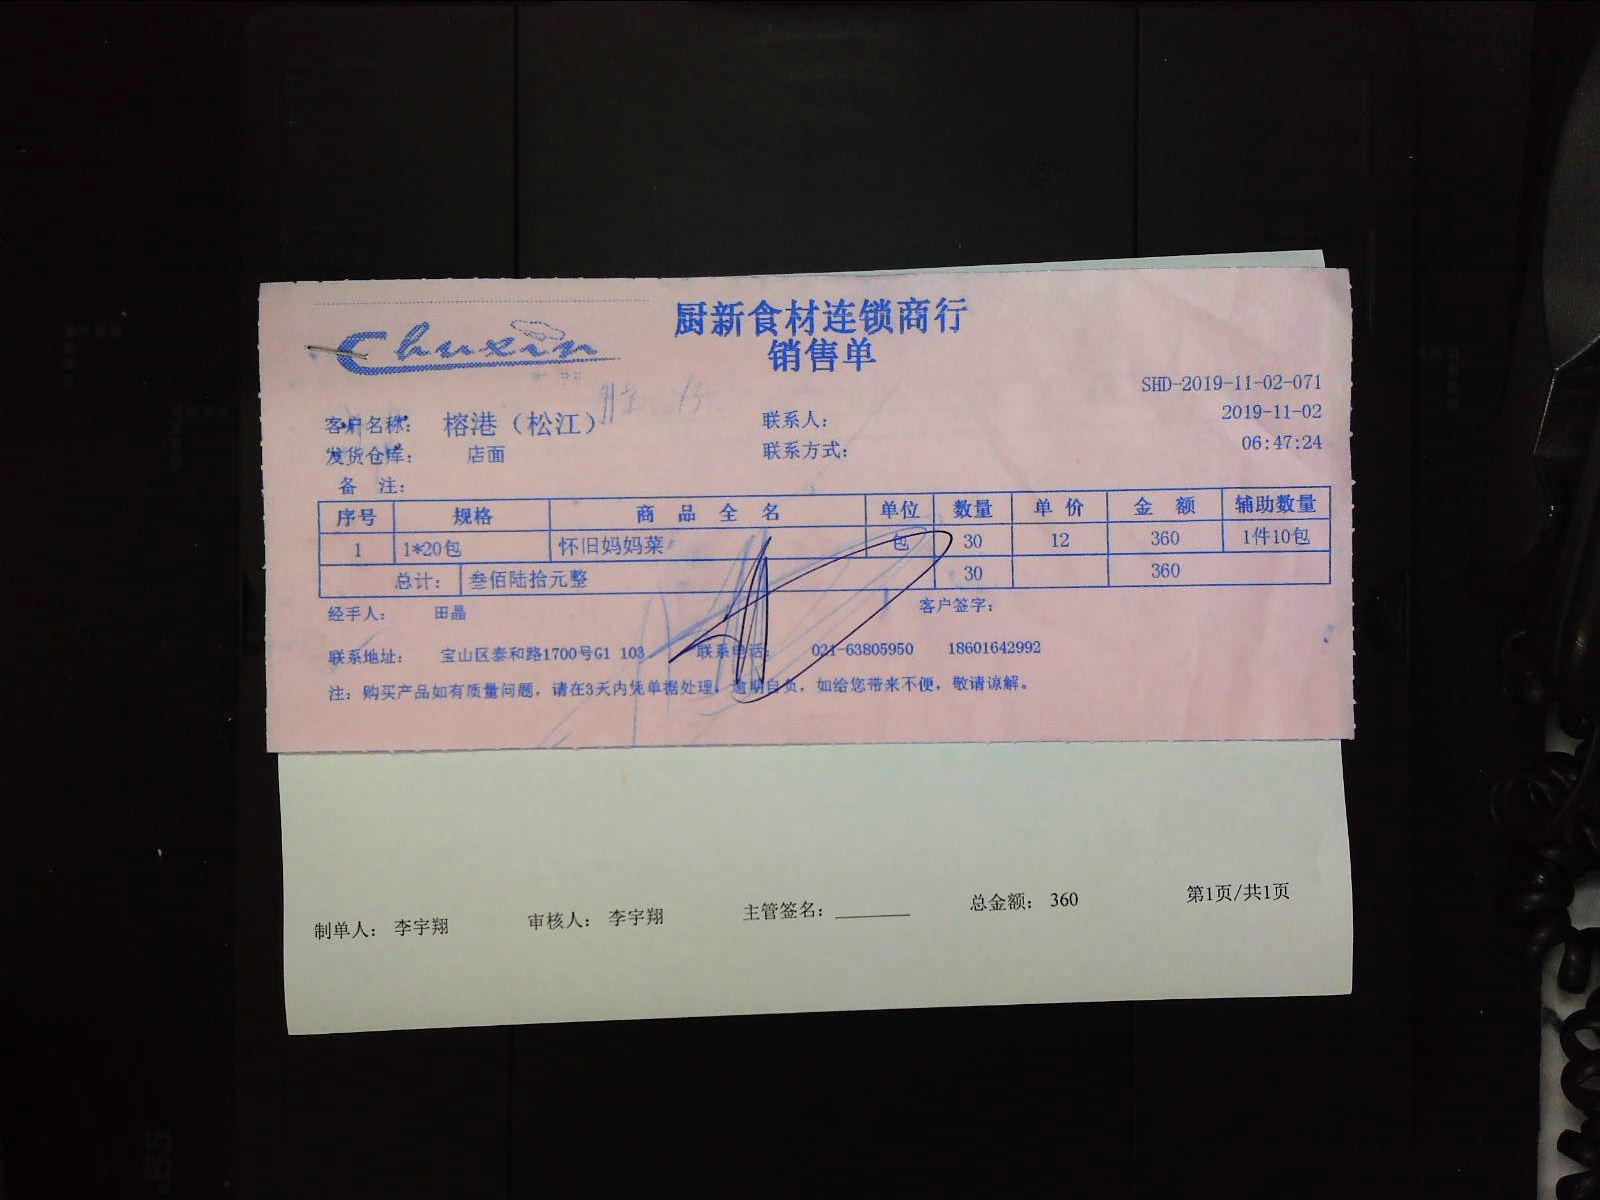 Chuxin
厨新食材连锁商行
销售单
SHD-2019-11-02-071
客户名称: 榕港（松江） 联系人: 2019-11-02
发货仓库: 店面 联系方式: 06:47:24
备 注:
序号 规格 商 品 全 名 单位 数量 单 价 金 额 辅助数量
1 1*20包 怀旧妈妈菜 包 30 12 360 1件10包
总计: 叁佰陆拾元整 30 360
经手人: 田晶 客户签字:
联系地址: 宝山区泰和路1700号G1 103 联系电话: 021-63805950 18601642992
注: 购买产品如有质量问题, 请在3天内凭单据处理, 逾期自负, 如给您带来不便, 敬请谅解。
制单人: 李宇翔 审核人: 李宇翔 主管签名: ________ 总金额: 360 第1页/共1页